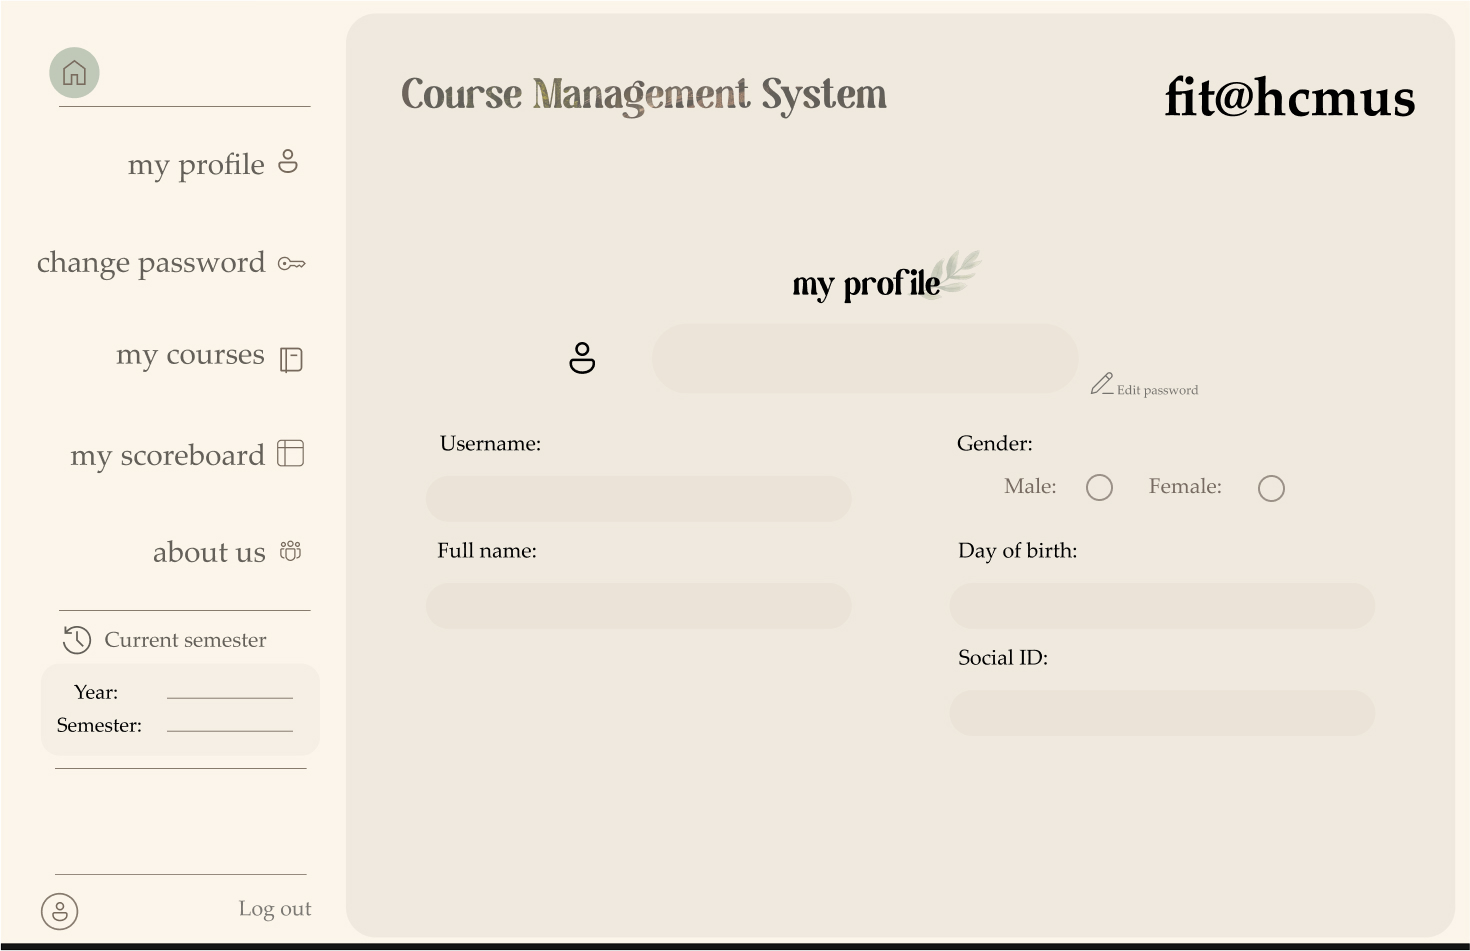 Course Management System
fit@hcmus
my profile
change password
my courses
my scoreboard
about us
Current semester
Year:
Semester:
Log out
my profile
Edit password
Username:
Gender:
Male:
Female:
Full name:
Day of birth:
Social ID: